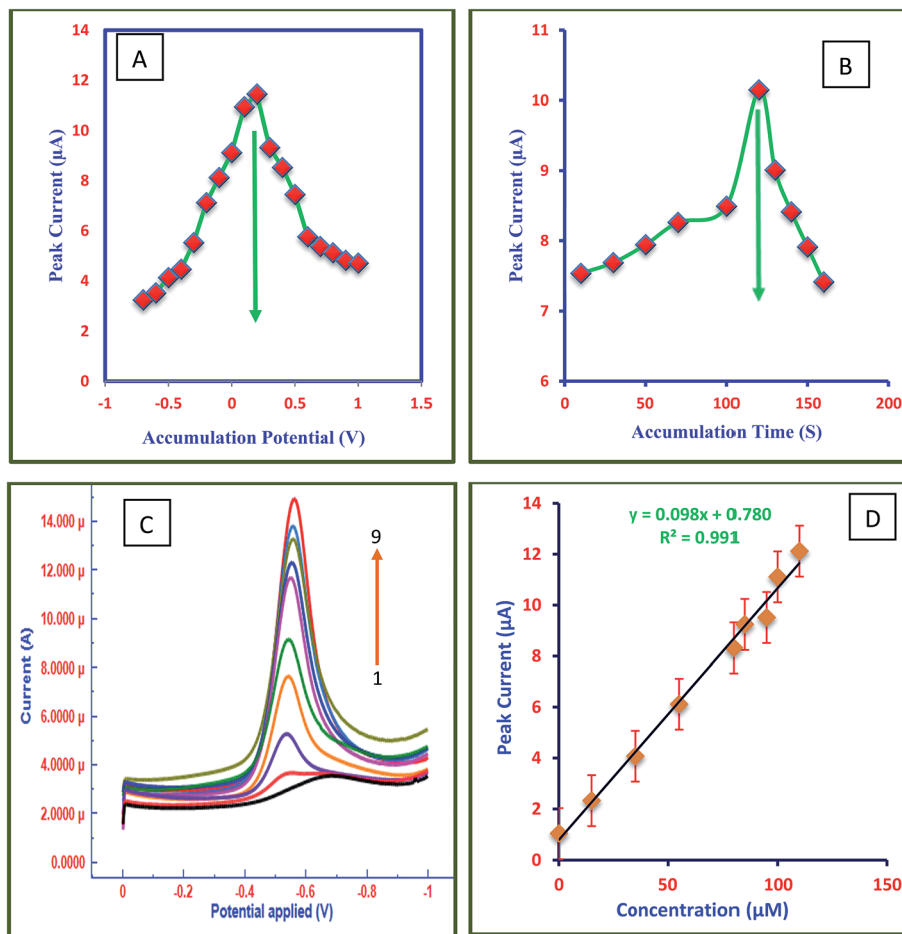 A
Peak Current (µA)
14
12
10
8
6
4
2
0
-1
-0.5
0
0.5
1
1.5
Accumulation Potential (V)
B
Peak Current (µA
11
10
9
8
7
6
0
50
100
150
200
Accumulation Time (S)
C
Current (A)
14.000 µ
12.000 µ
10.000 µ
8.0000 µ
6.0000 µ
4.0000 µ
2.0000 µ
0.0000
9
1
0
-0.2
-0.4
-0.6
-0.8
-1
Potential applied (V)
D
y = 0.098x + 0.780
R² = 0.991
Peak Current (µA)
14
12
10
8
6
4
2
0
0
50
100
150
Concentration (µM)